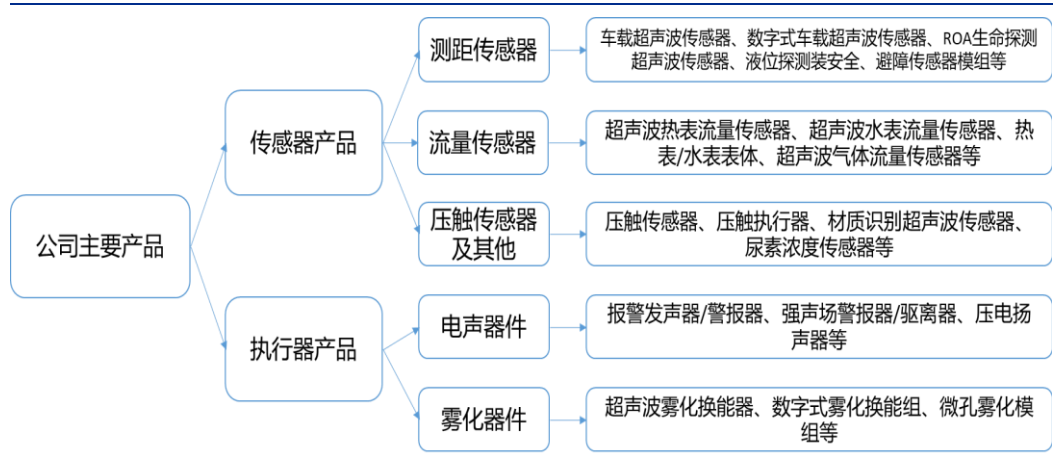 公司主要产品
传感器产品
测距传感器
车载超声波传感器、数字式车载超声波传感器、ROA生命探测
超声波传感器、液位探测装安全、避障传感器模组等
流量传感器
超声波热表流量传感器、超声波水表流量传感器、热
表/水表表体、超声波气体流量传感器等
压触传感器
及其他
压触传感器、压触执行器、材质识别超声波传感器、
尿素浓度传感器等
执行器产品
电声器件
报警发声器/警报器、强声场警报器/驱离器、压电扬
声器等
雾化器件
超声波雾化换能器、数字式雾化换能组、微孔雾化模
组等